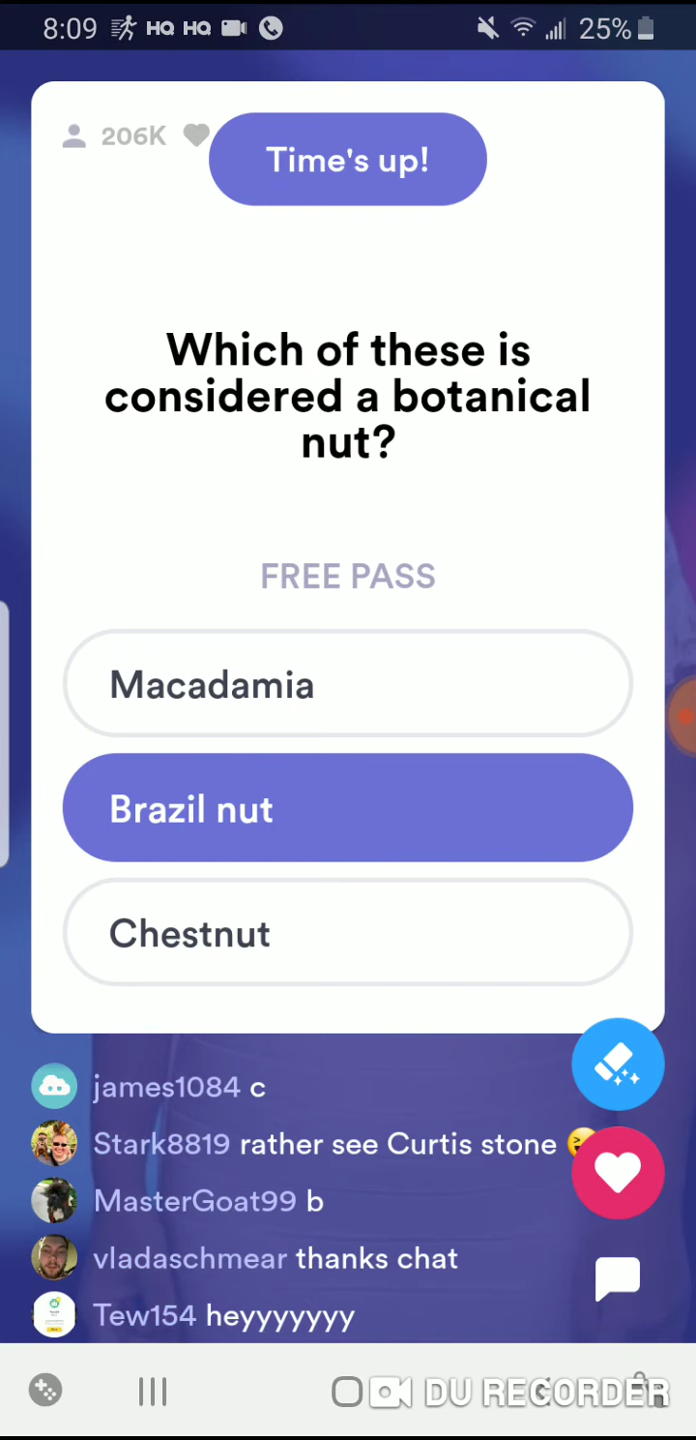 8:09 HQ HQ 25%
206K
Time's up!
Which of these is
considered a botanical
nut?
FREE PASS
Macadamia
Brazil nut
Chestnut
james1084 c
Stark8819 rather see Curtis stone
MasterGoat99 b
vladaschmear thanks chat
Tew154 heyyyyyyy
DU RECORDER